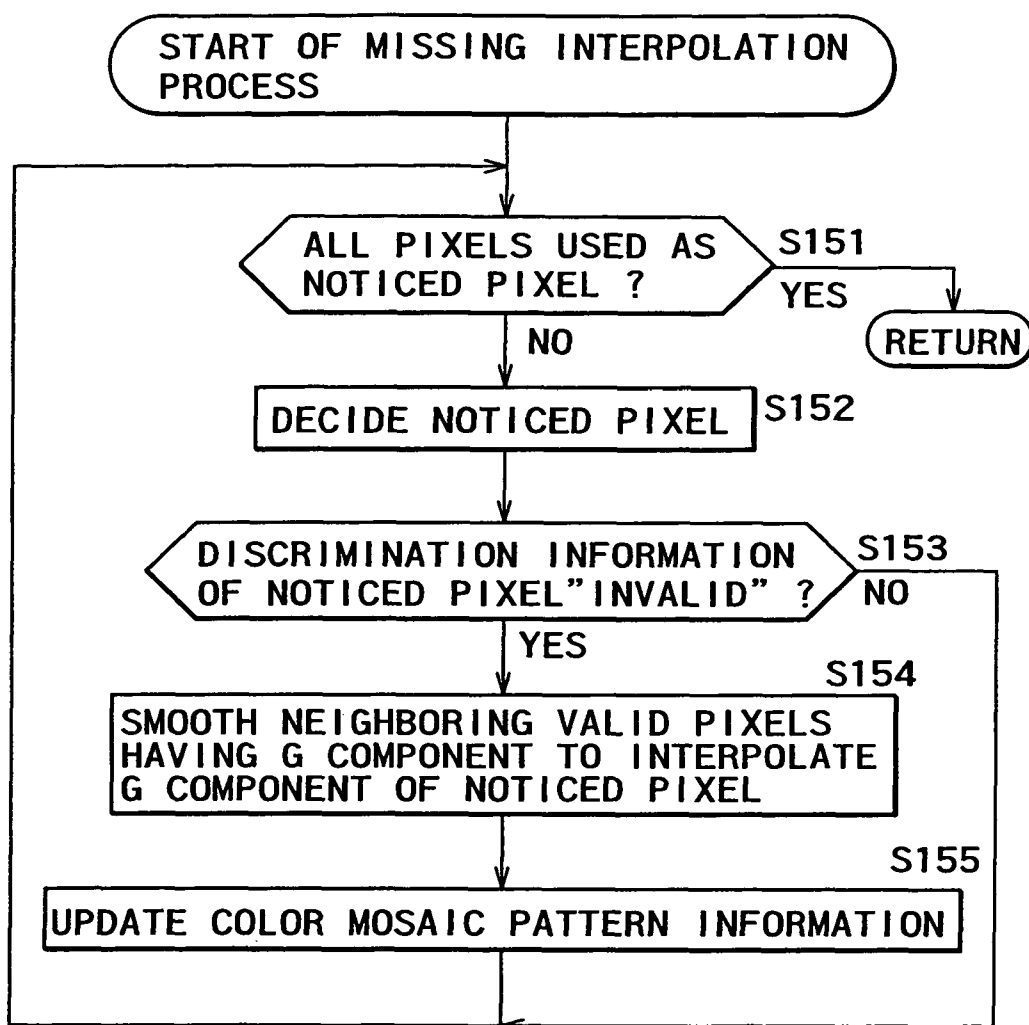 START OF MISSING INTERPOLATION
PROCESS
ALL PIXELS USED AS
NOTICED PIXEL ?
S151
YES
RETURN
NO
DECIDE NOTICED PIXEL
S152
DISCRIMINATION INFORMATION
OF NOTICED PIXEL"INVALID" ?
S153
NO
YES
S154
SMOOTH NEIGHBORING VALID PIXELS
HAVING G COMPONENT TO INTERPOLATE
G COMPONENT OF NOTICED PIXEL
S155
UPDATE COLOR MOSAIC PATTERN INFORMATION